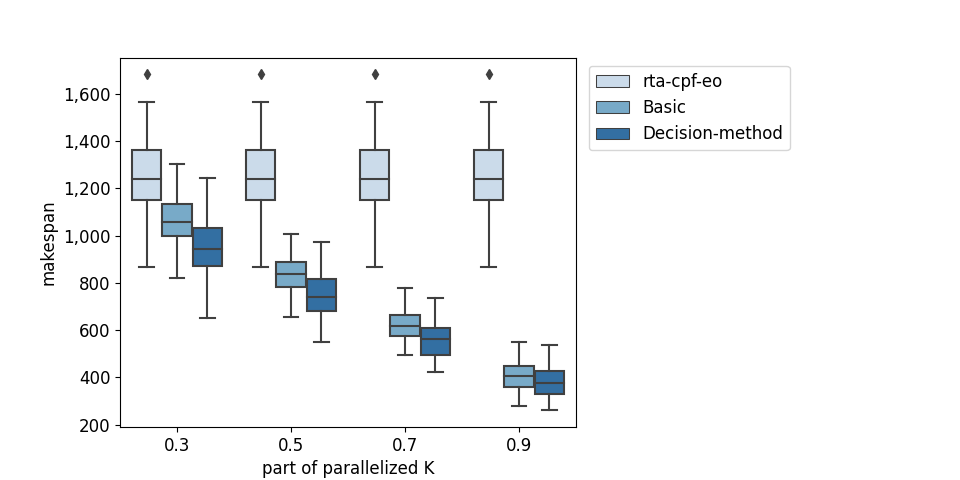 rta-cpf-eo
Basic
Decision-method
makespan
1,600
1,400
1,200
1,000
800
600
400
200
0.3 0.5 0.7 0.9
part of parallelized K